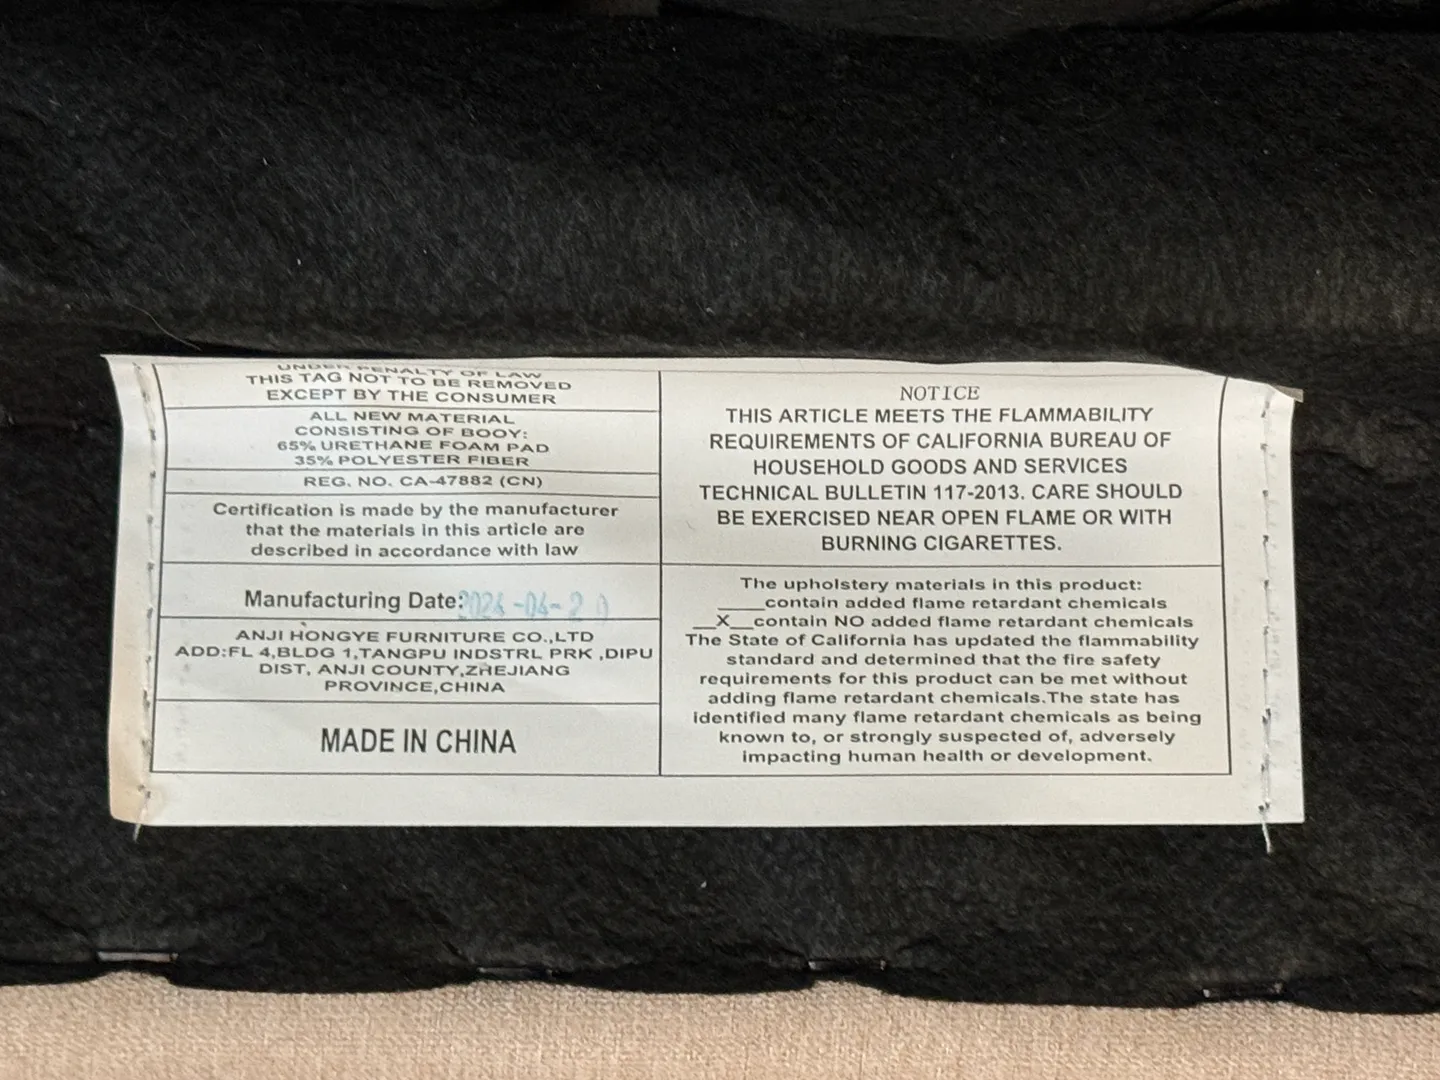 UNDER PENALTY OF LAW
THIS TAG NOT TO BE REMOVED
EXCEPT BY THE CONSUMER
ALL NEW MATERIAL
CONSISTING OF BOOY:
65% URETHANE FOAM PAD
35% POLYESTER FIBER
REG. NO. CA-47882 (CN)
Certification is made by the manufacturer
that the materials in this article are
described in accordance with law
Manufacturing Date:2024-04-20
ANJI HONGYE FURNITURE CO.,LTD
ADD:FL 4,BLDG 1,TANGPU INDSTRL PRK ,DIPU
DIST, ANJI COUNTY,ZHEJIANG
PROVINCE,CHINA
MADE IN CHINA
NOTICE
THIS ARTICLE MEETS THE FLAMMABILITY
REQUIREMENTS OF CALIFORNIA BUREAU OF
HOUSEHOLD GOODS AND SERVICES
TECHNICAL BULLETIN 117-2013. CARE SHOULD
BE EXERCISED NEAR OPEN FLAME OR WITH
BURNING CIGARETTES.
The upholstery materials in this product:
_____contain added flame retardant chemicals
__X__contain NO added flame retardant chemicals
The State of California has updated the flammability
standard and determined that the fire safety
requirements for this product can be met without
adding flame retardant chemicals.The state has
identified many flame retardant chemicals as being
known to, or strongly suspected of, adversely
impacting human health or development.